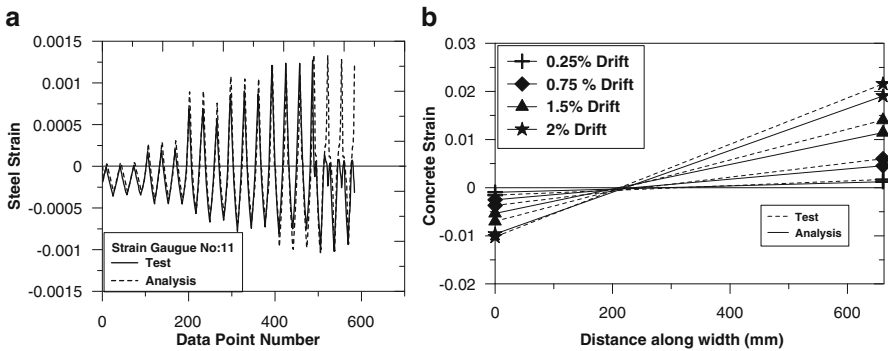 a
Steel Strain
0.0015
0.001
0.0005
0
-0.0005
-0.001
-0.0015
Strain Gaugue No:11
Test
Analysis
0
200
400
600
Data Point Number
b
Concrete Strain
0.03
0.02
0.01
0
-0.01
-0.02
0.25% Drift
0.75 % Drift
1.5% Drift
2% Drift
Test
Analysis
0
200
400
600
Distance along width (mm)